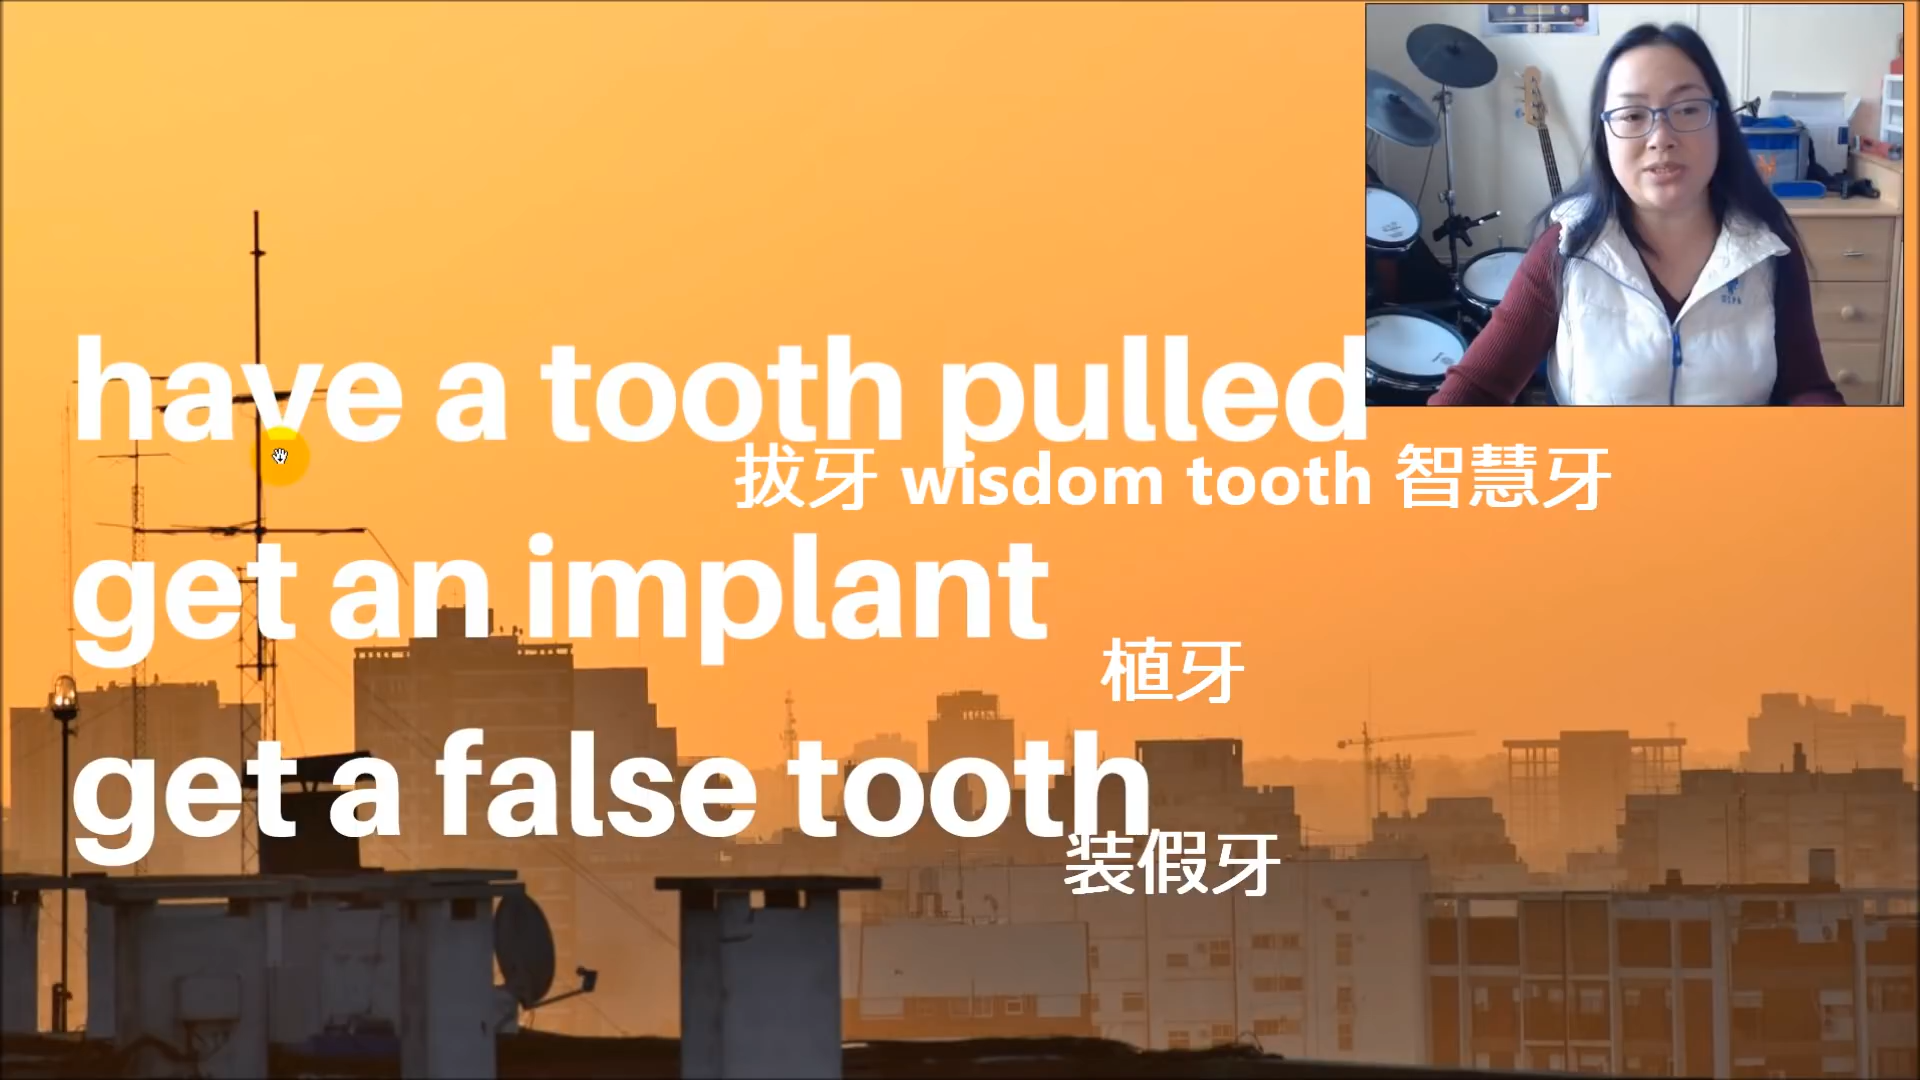 have a tooth pulled
拔牙 wisdom tooth 智慧牙
get an implant
植牙
get a false tooth
装假牙